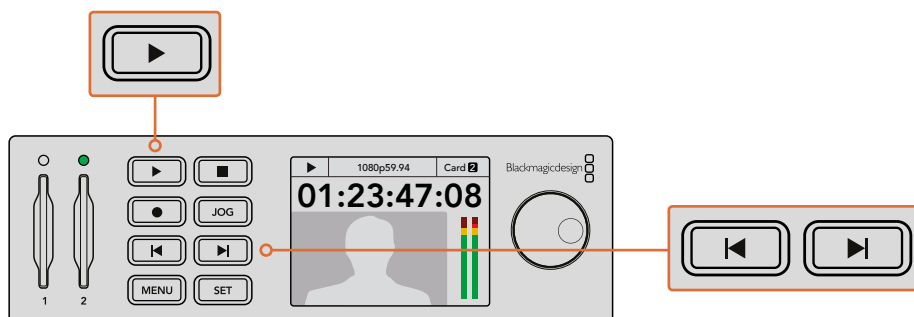 1080p59.94
Card 2
Blackmagicdesign
01:23:47:08
JOG
MENU
SET
1
2